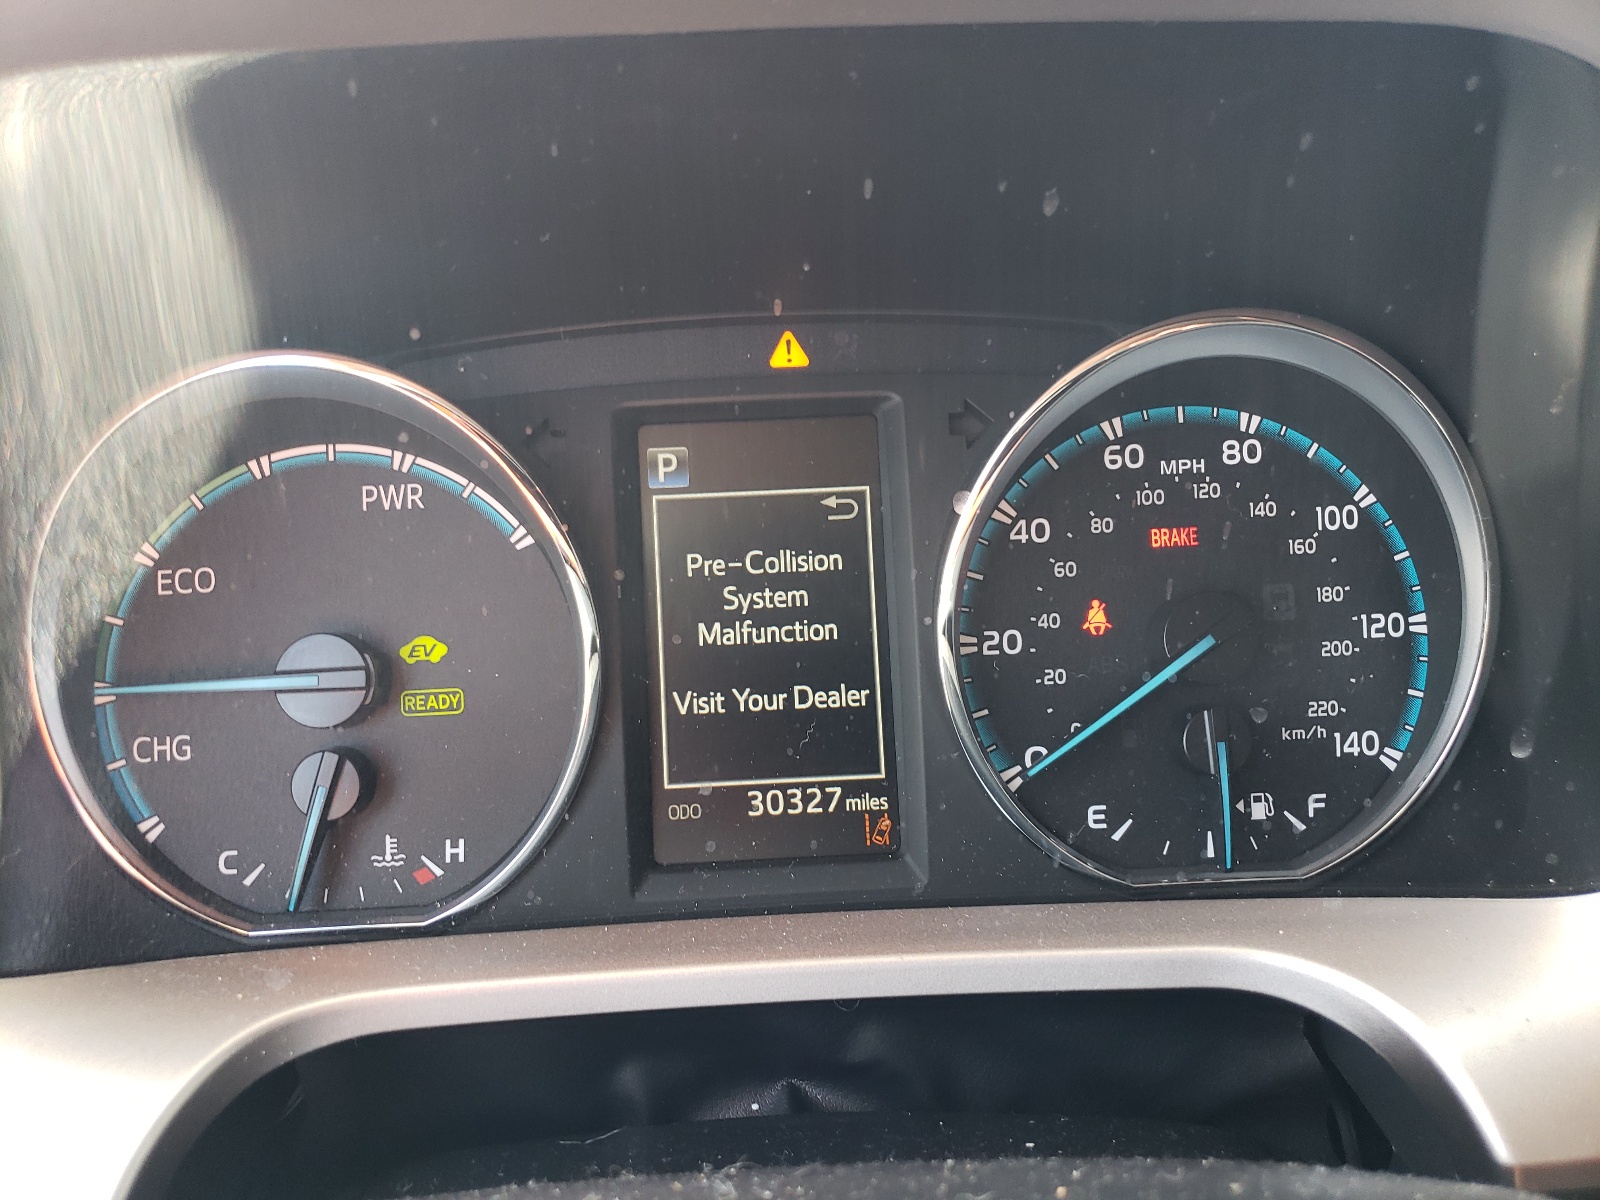 PWR
ECO
EV
READY
CHG
C
H
P
Pre-Collision
System
Malfunction
Visit Your Dealer
ODO 30327 miles
60 MPH 80
100 120
40 80 140 100
BRAKE
60 160
180
20 40 120
200
20
220
0 km/h 140
E F